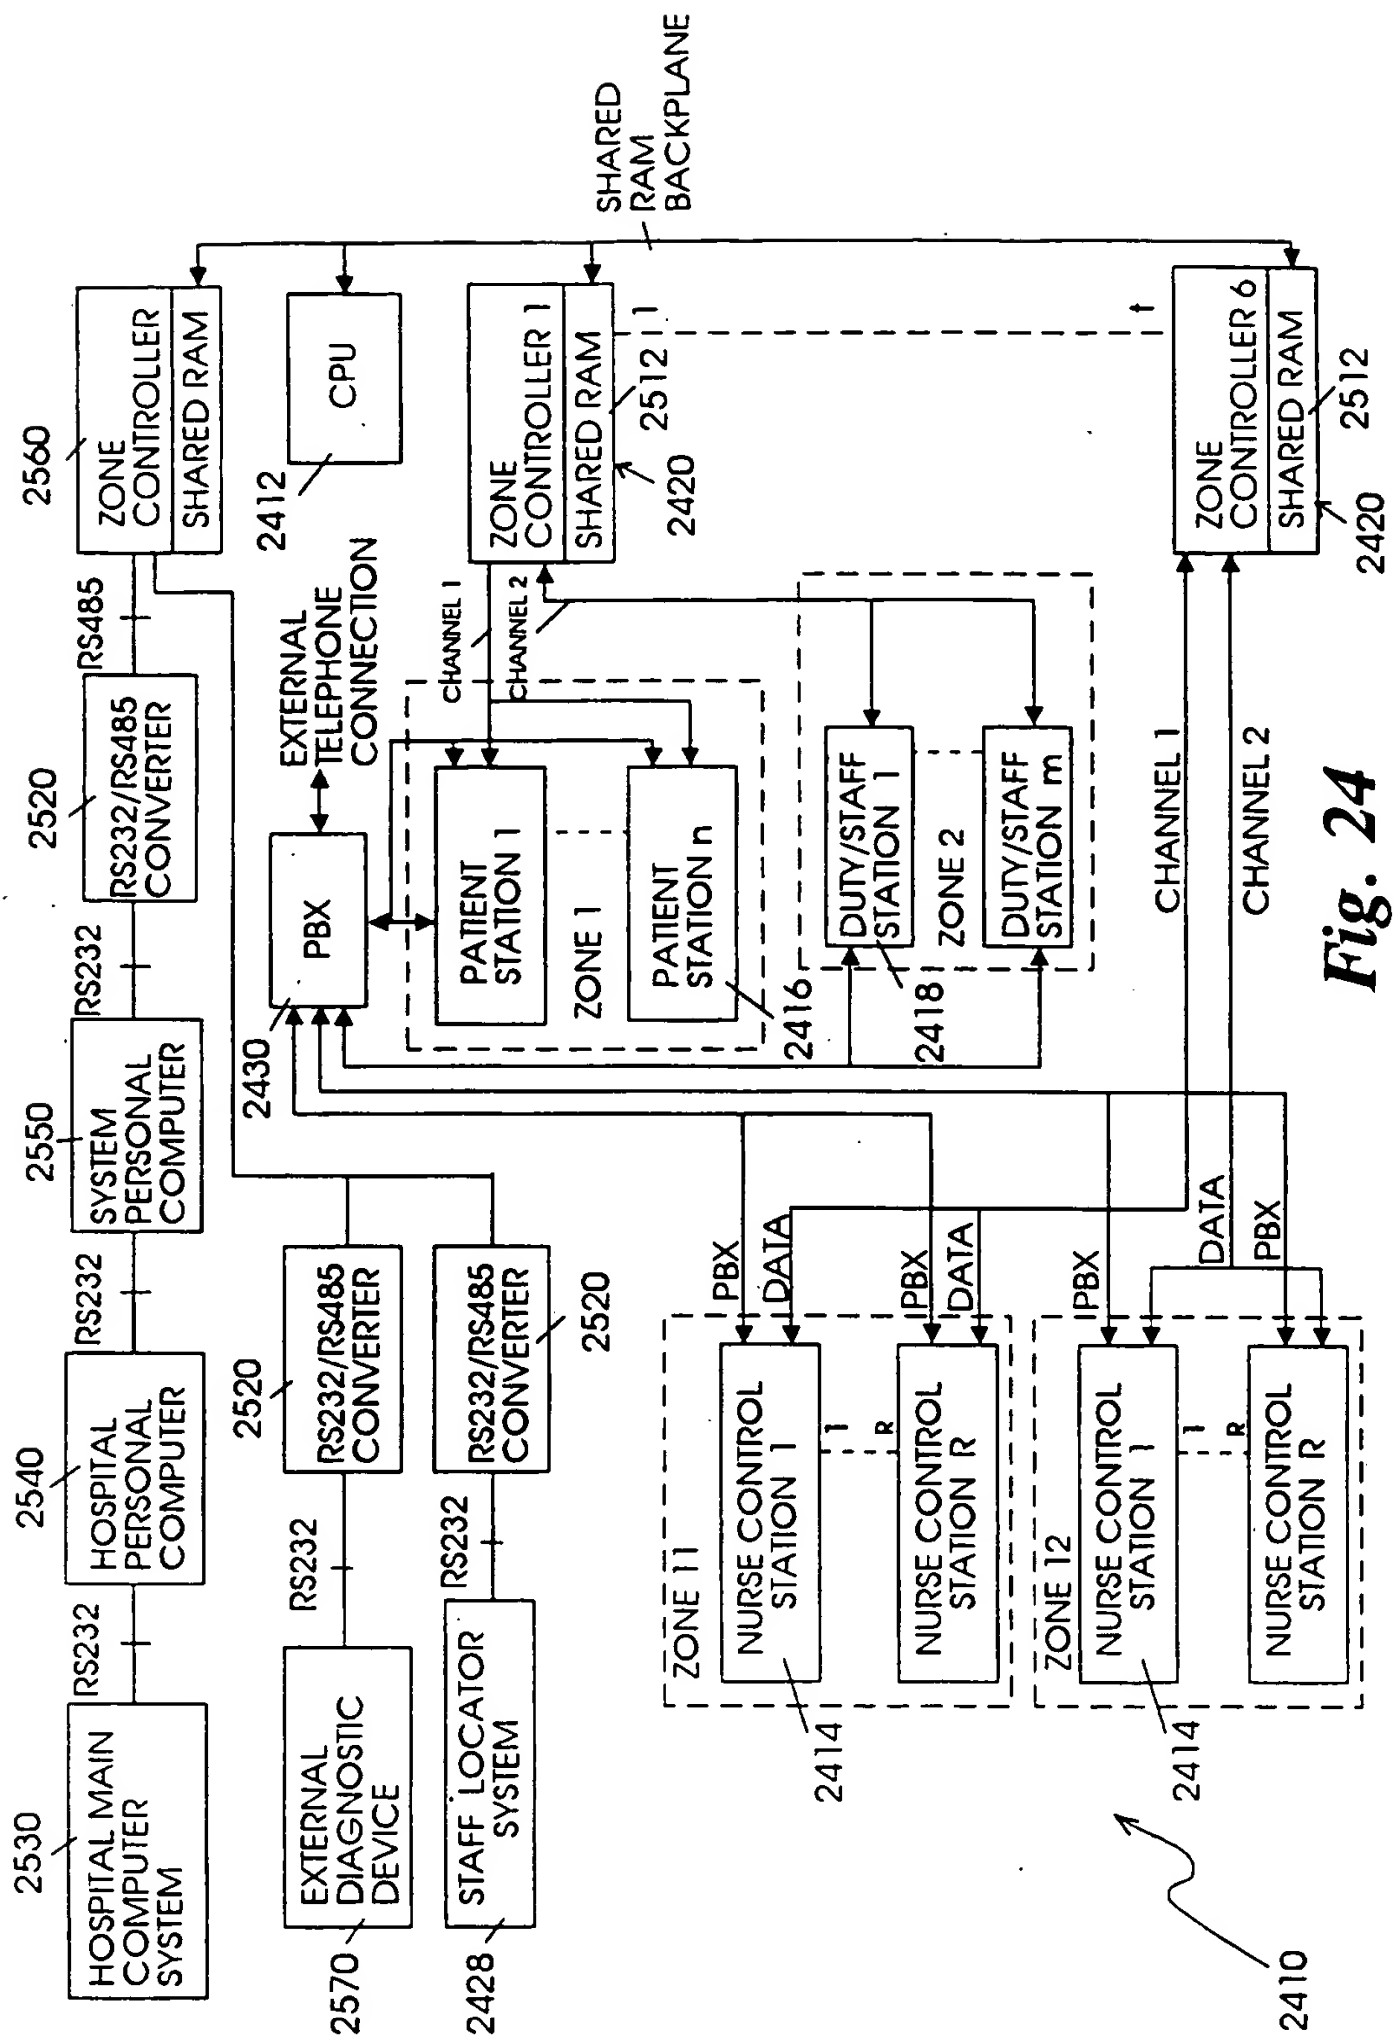 2530
HOSPITAL MAIN
COMPUTER
SYSTEM
RS232
2540
HOSPITAL
PERSONAL
COMPUTER
RS232
2550
SYSTEM
PERSONAL
COMPUTER
RS232
2520
RS232/RS485
CONVERTER
RS485
2560
ZONE
CONTROLLER
SHARED RAM
2570
EXTERNAL
DIAGNOSTIC
DEVICE
RS232
2520
RS232/RS485
CONVERTER
2428
STAFF LOCATOR
SYSTEM
RS232
RS232/RS485
CONVERTER
2520
2430
PBX
EXTERNAL
TELEPHONE
CONNECTION
2412
CPU
SHARED
RAM
BACKPLANE
PATIENT
STATION 1
ZONE 1
PATIENT
STATION n
2416
CHANNEL 1
CHANNEL 2
ZONE
CONTROLLER 1
SHARED RAM
2512
2420
1
t
DUTY/STAFF
STATION 1
2418
ZONE 2
DUTY/STAFF
STATION m
ZONE 11
NURSE CONTROL
STATION 1
1
R
NURSE CONTROL
STATION R
2414
PBX
DATA
PBX
DATA
ZONE 12
NURSE CONTROL
STATION 1
1
R
NURSE CONTROL
STATION R
2414
PBX
DATA
PBX
CHANNEL 1
CHANNEL 2
ZONE
CONTROLLER 6
SHARED RAM
2512
2420
2410
Fig. 24